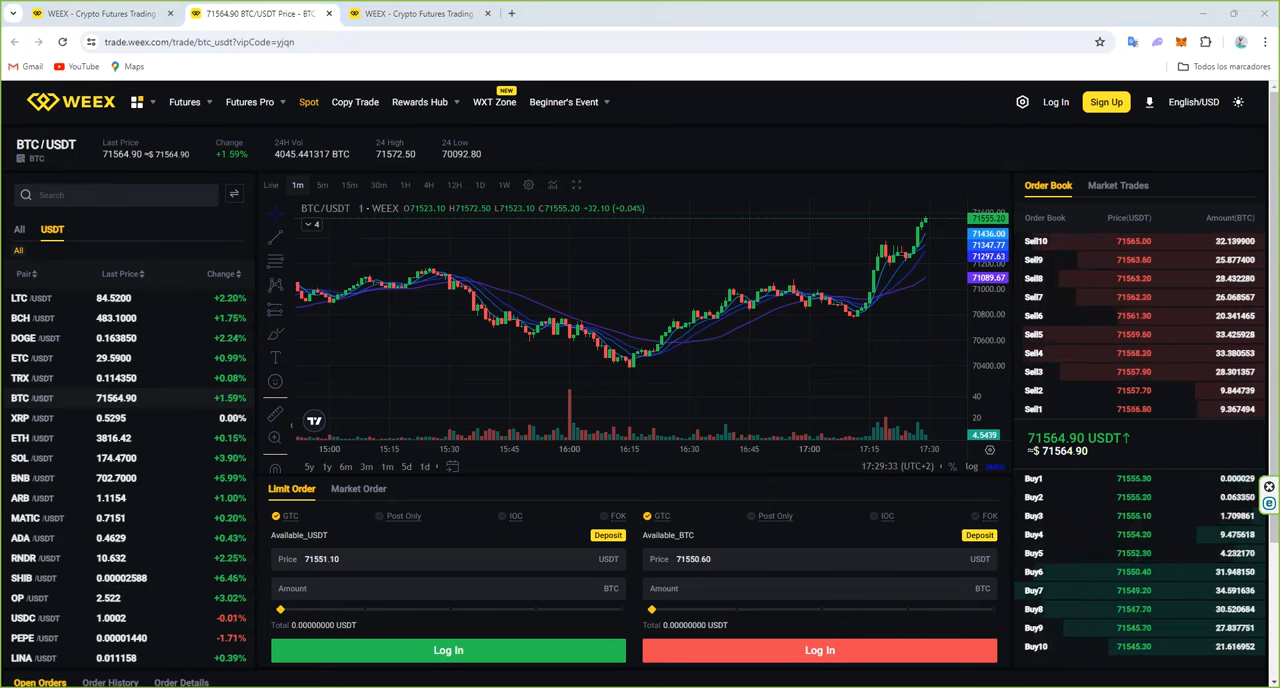 WEEX - Crypto Futures Trading
71564.90 BTC/USDT Price - BTC
WEEX - Crypto Futures Trading
trade.weex.com/trade/btc_usdt?vipCode=yjqn
Gmail YouTube Maps Todos los marcadores
WEEX Futures Futures Pro Spot Copy Trade Rewards Hub WXT Zone NEW Beginner's Event Log In Sign Up English/USD
BTC/USDT
BTC
Last Price
71564.90 ≈$ 71564.90
Change
+1.59%
24H Vol
4045.441317 BTC
24 High
71572.50
24 Low
70092.80
Search
All USDT
All
Pair Last Price Change
LTC /USDT 84.5200 +2.20%
BCH /USDT 483.1000 +1.75%
DOGE /USDT 0.163850 +2.24%
ETC /USDT 29.5900 +0.99%
TRX /USDT 0.114350 +0.08%
BTC /USDT 71564.90 +1.59%
XRP /USDT 0.5295 0.00%
ETH /USDT 3816.42 +0.15%
SOL /USDT 174.4700 +3.90%
BNB /USDT 702.7000 +5.99%
ARB /USDT 1.1154 +1.00%
MATIC /USDT 0.7151 +0.20%
ADA /USDT 0.4629 +0.43%
RNDR /USDT 10.632 +2.25%
SHIB /USDT 0.00002588 +6.46%
OP /USDT 2.522 +3.02%
USDC /USDT 1.0002 -0.01%
PEPE /USDT 0.00001440 -1.71%
LINA /USDT 0.011158 +0.39%
Line 1m 5m 15m 30m 1H 4H 12H 1D 1W
BTC/USDT · 1 · WEEX O71523.10 H71572.50 L71523.10 C71555.20 +32.10 (+0.04%)
4
71555.20
71436.00
71347.77
71297.63
71200.00
71089.67
71000.00
70800.00
70600.00
70400.00
40
20
4.5439
15:00 15:15 15:30 15:45 16:00 16:15 16:30 16:45 17:00 17:15 17:30
5y 1y 6m 3m 1m 5d 1d 17:29:33 (UTC+2) % log auto
Limit Order Market Order
GTC Post Only IOC FOK
Available_USDT Deposit
Price 71551.10 USDT
Amount BTC
Total 0.00000000 USDT
Log In
GTC Post Only IOC FOK
Available_BTC Deposit
Price 71550.60 USDT
Amount BTC
Total 0.00000000 USDT
Log In
Order Book Market Trades
Order Book Price(USDT) Amount(BTC)
Sell10 71565.00 32.139900
Sell9 71563.60 25.877400
Sell8 71563.20 28.432280
Sell7 71562.20 26.068567
Sell6 71561.30 20.341465
Sell5 71559.60 33.425928
Sell4 71558.20 33.380553
Sell3 71557.90 28.301357
Sell2 71557.70 9.844739
Sell1 71556.80 9.367494
71564.90 USDT↑
≈$ 71564.90
Buy1 71555.30 0.000029
Buy2 71555.20 0.063350
Buy3 71555.10 1.709861
Buy4 71554.20 9.475618
Buy5 71552.30 4.232170
Buy6 71550.40 31.948150
Buy7 71549.20 34.591636
Buy8 71547.70 30.520684
Buy9 71545.70 27.837751
Buy10 71545.30 21.616952
Open Orders Order History Order Details